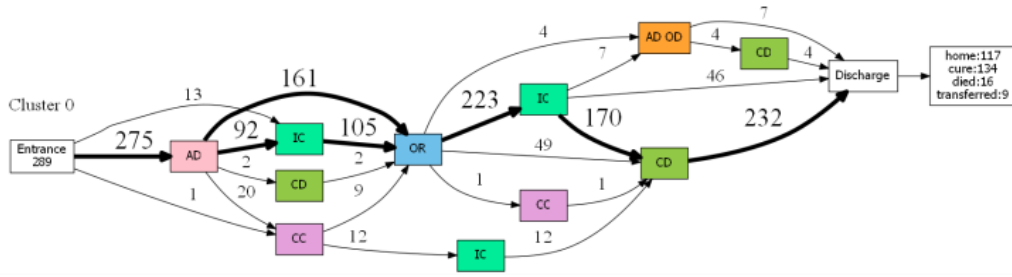 Cluster 0
Entrance
289
275
13
1
AD
161
92
2
20
IC
CD
CC
105
2
9
12
OR
4
223
49
1
IC
CC
IC
7
46
170
1
12
AD OD
CD
7
4
CD
4
232
Discharge
home:117
cure:134
died:16
transferred:9